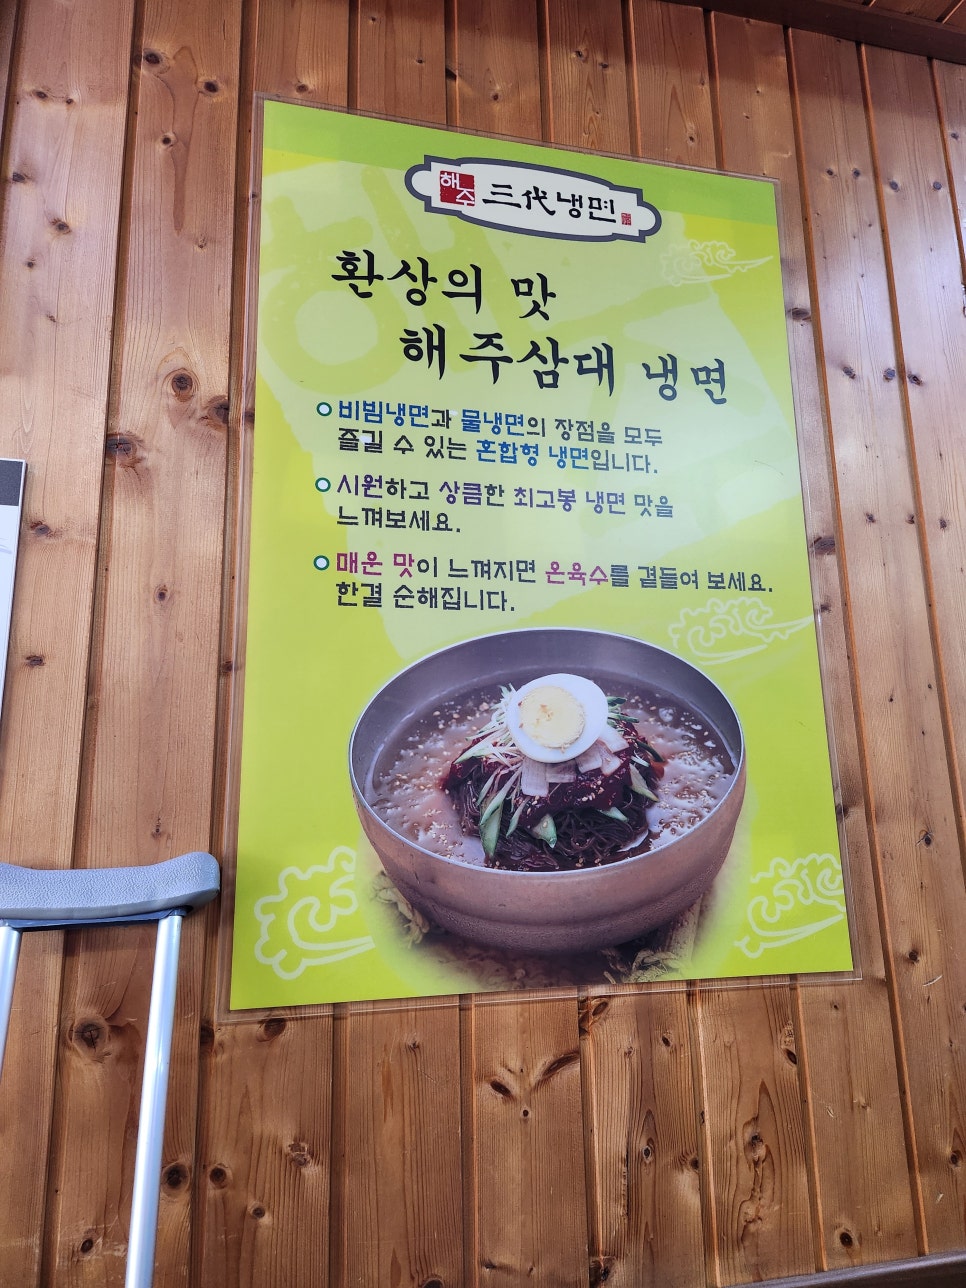 해주 三代냉면
환상의 맛
해주삼대 냉면
비빔냉면과 물냉면의 장점을 모두
즐길 수 있는 혼합형 냉면입니다.
시원하고 상큼한 최고봉 냉면 맛을
느껴보세요.
매운 맛이 느껴지면 온육수를 곁들여 보세요.
한결 순해집니다.